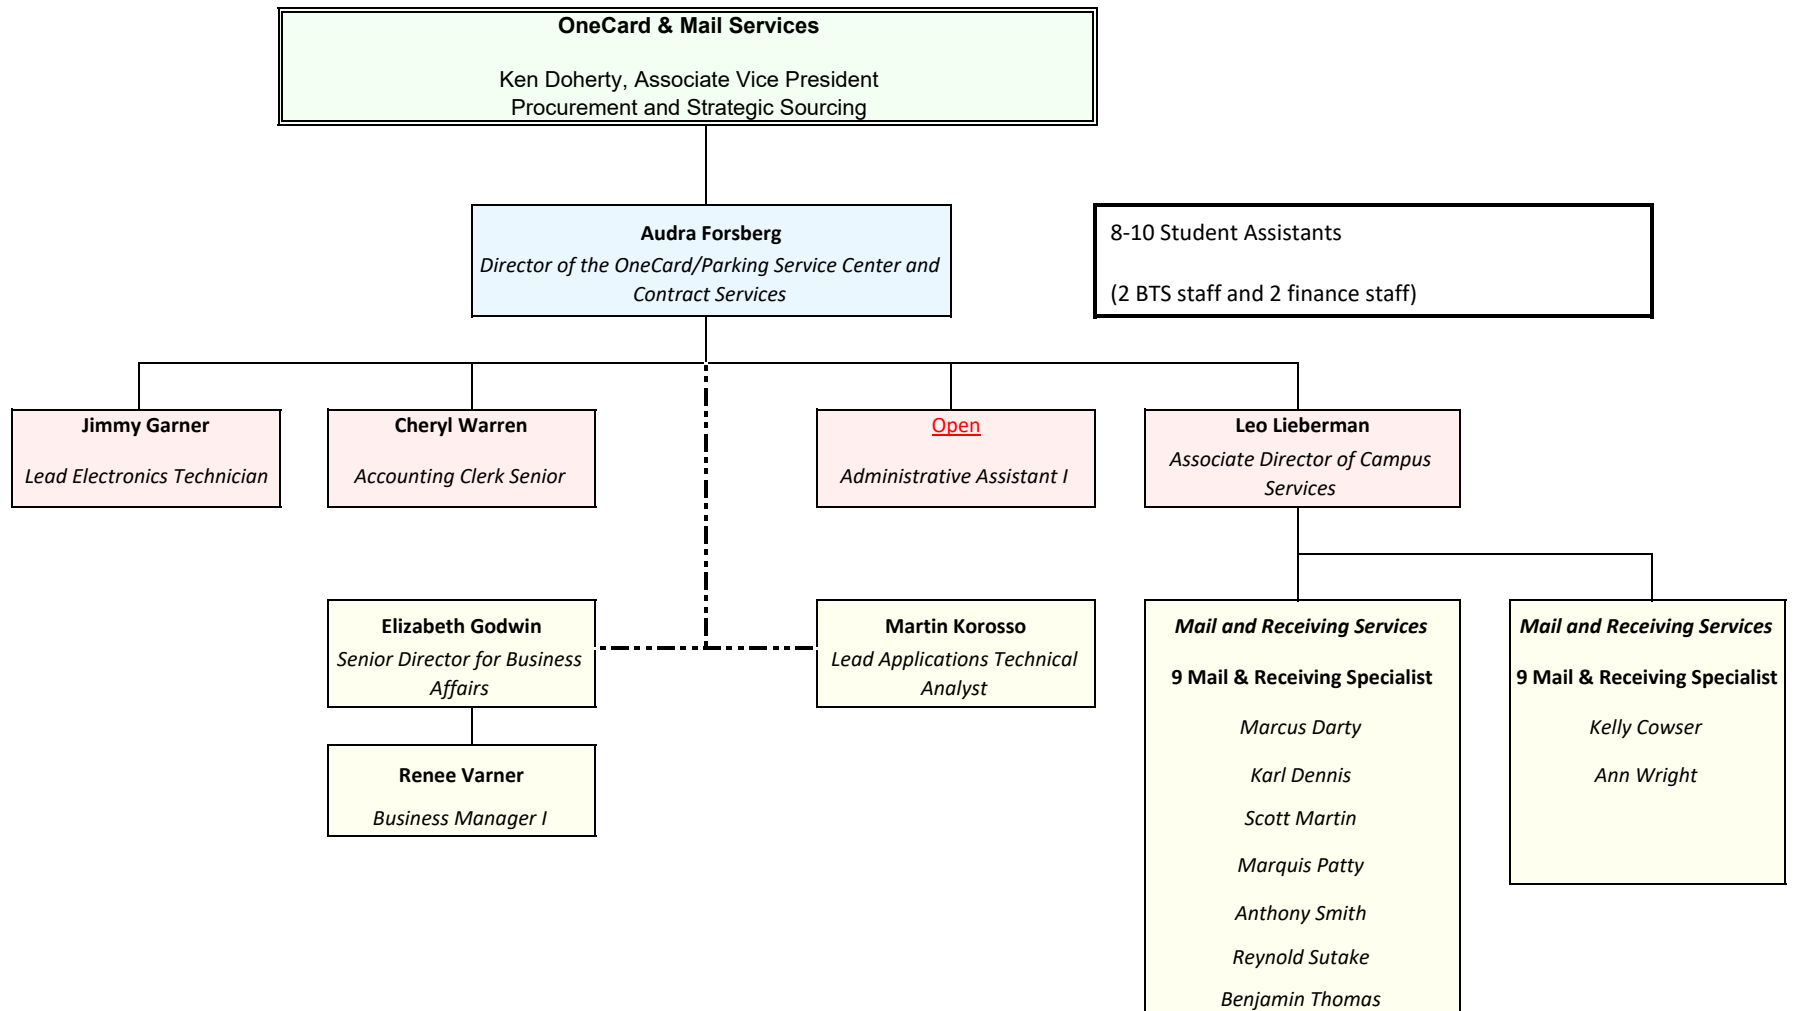 OneCard & Mail Services
Ken Doherty, Associate Vice President
Procurement and Strategic Sourcing
Audra Forsberg
Director of the OneCard/Parking Service Center and
Contract Services
8-10 Student Assistants
(2 BTS staff and 2 finance staff)
Jimmy Garner
Lead Electronics Technician
Cheryl Warren
Accounting Clerk Senior
Open
Administrative Assistant I
Leo Lieberman
Associate Director of Campus
Services
Elizabeth Godwin
Senior Director for Business
Affairs
Martin Korosso
Lead Applications Technical
Analyst
Renee Varner
Business Manager I
Mail and Receiving Services
9 Mail & Receiving Specialist
Marcus Darty
Karl Dennis
Scott Martin
Marquis Patty
Anthony Smith
Reynold Sutake
Benjamin Thomas
Mail and Receiving Services
9 Mail & Receiving Specialist
Kelly Cowser
Ann Wright